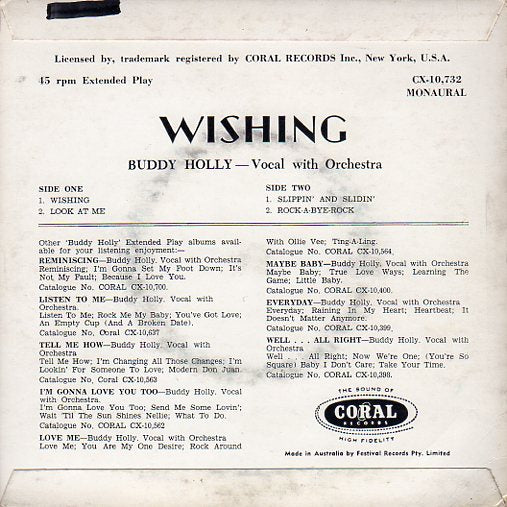 Licensed by, trademark registered by CORAL RECORDS Inc., New York, U.S.A.
45 rpm Extended Play
CX-10,732
MONAURAL
WISHING
BUDDY HOLLY — Vocal with Orchestra
SIDE ONE
1. WISHING
2. LOOK AT ME
SIDE TWO
1. SLIPPIN' AND SLIDIN'
2. ROCK-A-BYE-ROCK
Other 'Buddy Holly' Extended Play albums avail-
able for your listening enjoyment:—
REMINISCING—Buddy Holly. Vocal with Orchestra
Reminiscing; I'm Gonna Set My Foot Down; It's
Not My Fault; Because I Love You.
Catalogue No. CORAL CX-10,700.
LISTEN TO ME—Buddy Holly. Vocal with
Orchestra.
Listen To Me; Rock Me My Baby; You've Got Love;
An Empty Cup (And A Broken Date).
Catalogue No. Coral CX-10,637
TELL ME HOW—Buddy Holly. Vocal with
Orchestra
Tell Me How; I'm Changing All Those Changes; I'm
Lookin' For Someone To Love; Modern Don Juan.
Catalogue No. Coral CX-10,563
I'M GONNA LOVE YOU TOO—Buddy Holly. Vocal
with Orchestra.
I'm Gonna Love You Too; Send Me Some Lovin';
Wait 'Til The Sun Shines Nellie; What To Do.
Catalogue No. CORAL CX-10,562
LOVE ME—Buddy Holly. Vocal with Orchestra
Love Me; You Are My One Desire; Rock Around
With Ollie Vee; Ting-A-Ling.
Catalogue No. CORAL CX-10,564.
MAYBE BABY—Buddy Holly. Vocal with Orchestra
Maybe Baby; True Love Ways; Learning The
Game; Little Baby.
Catalogue No. CORAL CX-10,400.
EVERYDAY—Buddy Holly, Vocal with Orchestra
Everyday; Raining In My Heart; Heartbeat; It
Doesn't Matter Anymore.
Catalogue No. CORAL CX-10,399.
WELL . . . ALL RIGHT—Buddy Holly. Vocal with
Orchestra
Well . . . All Right; Now We're One; (You're So
Square) Baby I Don't Care; Take Your Time.
Catalogue No. CORAL CX-10,398.
THE SOUND OF
CORAL
RECORDS
HIGH FIDELITY
Made in Australia by Festival Records Pty. Limited